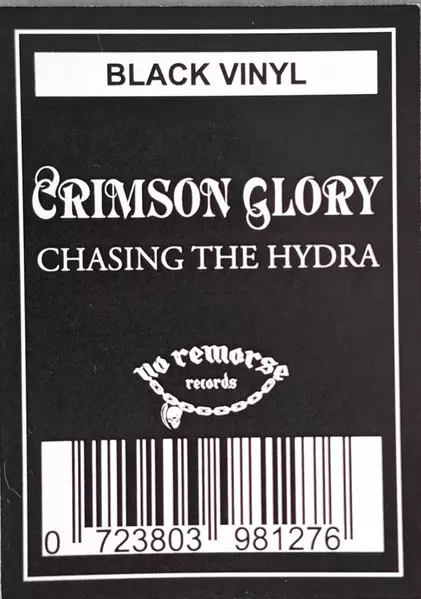 BLACK VINYL
CRIMSON GLORY
CHASING THE HYDRA
no remorse
records
0 723803 981276